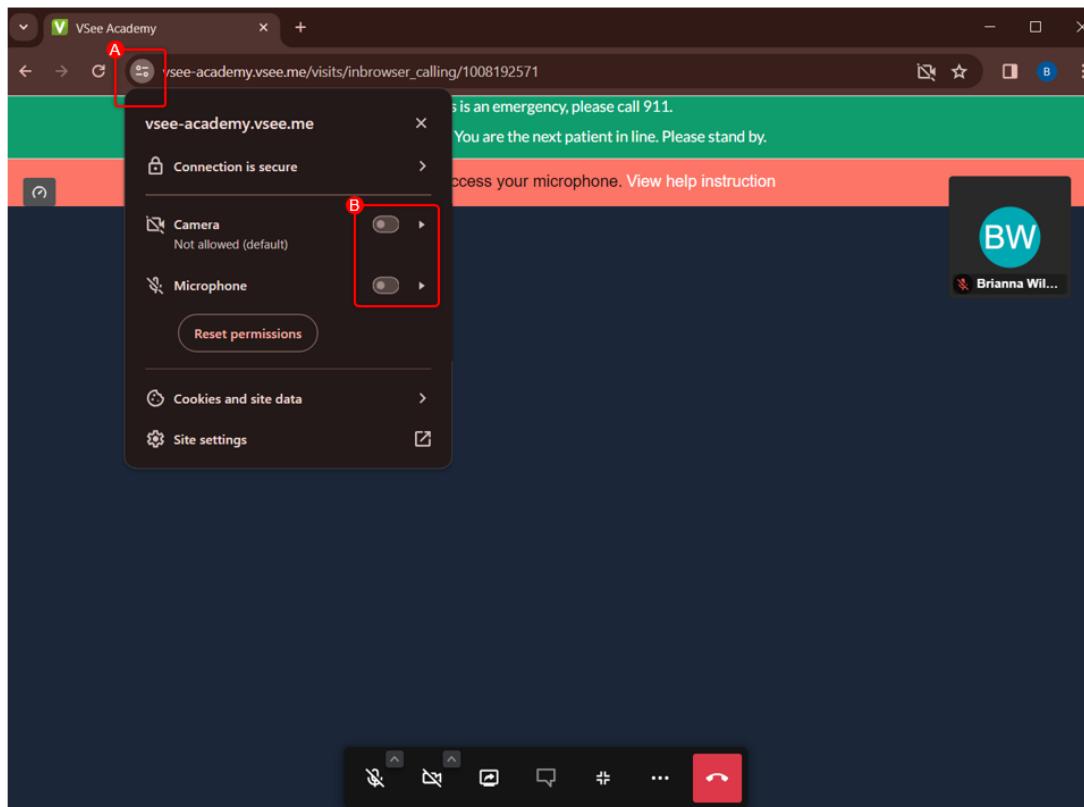 VSee Academy
A
vsee-academy.vsee.me/visits/inbrowser_calling/1008192571
B
s is an emergency, please call 911.
You are the next patient in line. Please stand by.
ccess your microphone. View help instruction
vsee-academy.vsee.me
Connection is secure
B
Camera
Not allowed (default)
Microphone
Reset permissions
Cookies and site data
Site settings
BW
Brianna Wil...